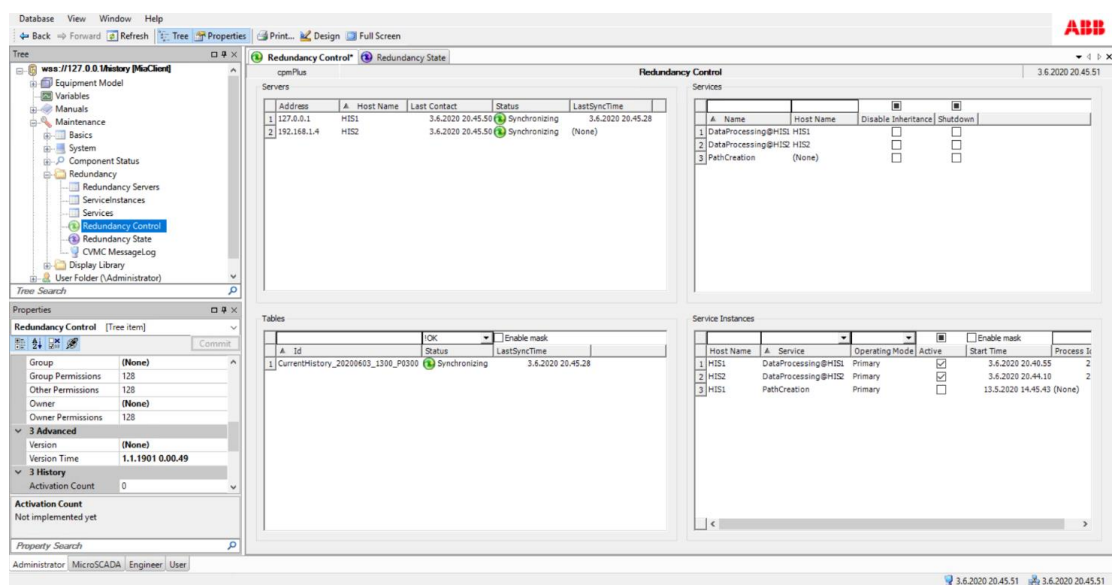 Database View Window Help
Back Forward Refresh Tree Properties Print... Design Full Screen
ABB
Tree
wss://127.0.0.1/history [MiaClient]
Equipment Model
Variables
Manuals
Maintenance
Basics
System
Component Status
Redundancy
Redundancy Servers
ServiceInstances
Services
Redundancy Control
Redundancy State
CVMC MessageLog
Display Library
User Folder (\Administrator)
Tree Search
Properties
Redundancy Control [Tree item]
Commit
Group (None)
Group Permissions 128
Other Permissions 128
Owner (None)
Owner Permissions 128
3 Advanced
Version (None)
Version Time 1.1.1901 0.00.49
3 History
Activation Count 0
Activation Count
Not implemented yet
Property Search
Redundancy Control* Redundancy State
cpmPlus Redundancy Control 3.6.2020 20.45.51
Servers
Address Host Name Last Contact Status LastSyncTime
1 127.0.0.1 HIS1 3.6.2020 20.45.50 Synchronizing 3.6.2020 20.45.28
2 192.168.1.4 HIS2 3.6.2020 20.45.50 Synchronizing (None)
Services
Name Host Name Disable Inheritance Shutdown
1 DataProcessing@HIS1 HIS1
2 DataProcessing@HIS2 HIS2
3 PathCreation (None)
Tables
!OK Enable mask
Id Status LastSyncTime
1 CurrentHistory_20200603_1300_P0300 Synchronizing 3.6.2020 20.45.28
Service Instances
Enable mask
Host Name Service Operating Mode Active Start Time Process Id
1 HIS1 DataProcessing@HIS1 Primary 3.6.2020 20.40.55 2
2 HIS2 DataProcessing@HIS2 Primary 3.6.2020 20.44.10 2
3 HIS1 PathCreation Primary 13.5.2020 14.45.43 (None)
Administrator MicroSCADA Engineer User
3.6.2020 20.45.51 3.6.2020 20.45.51